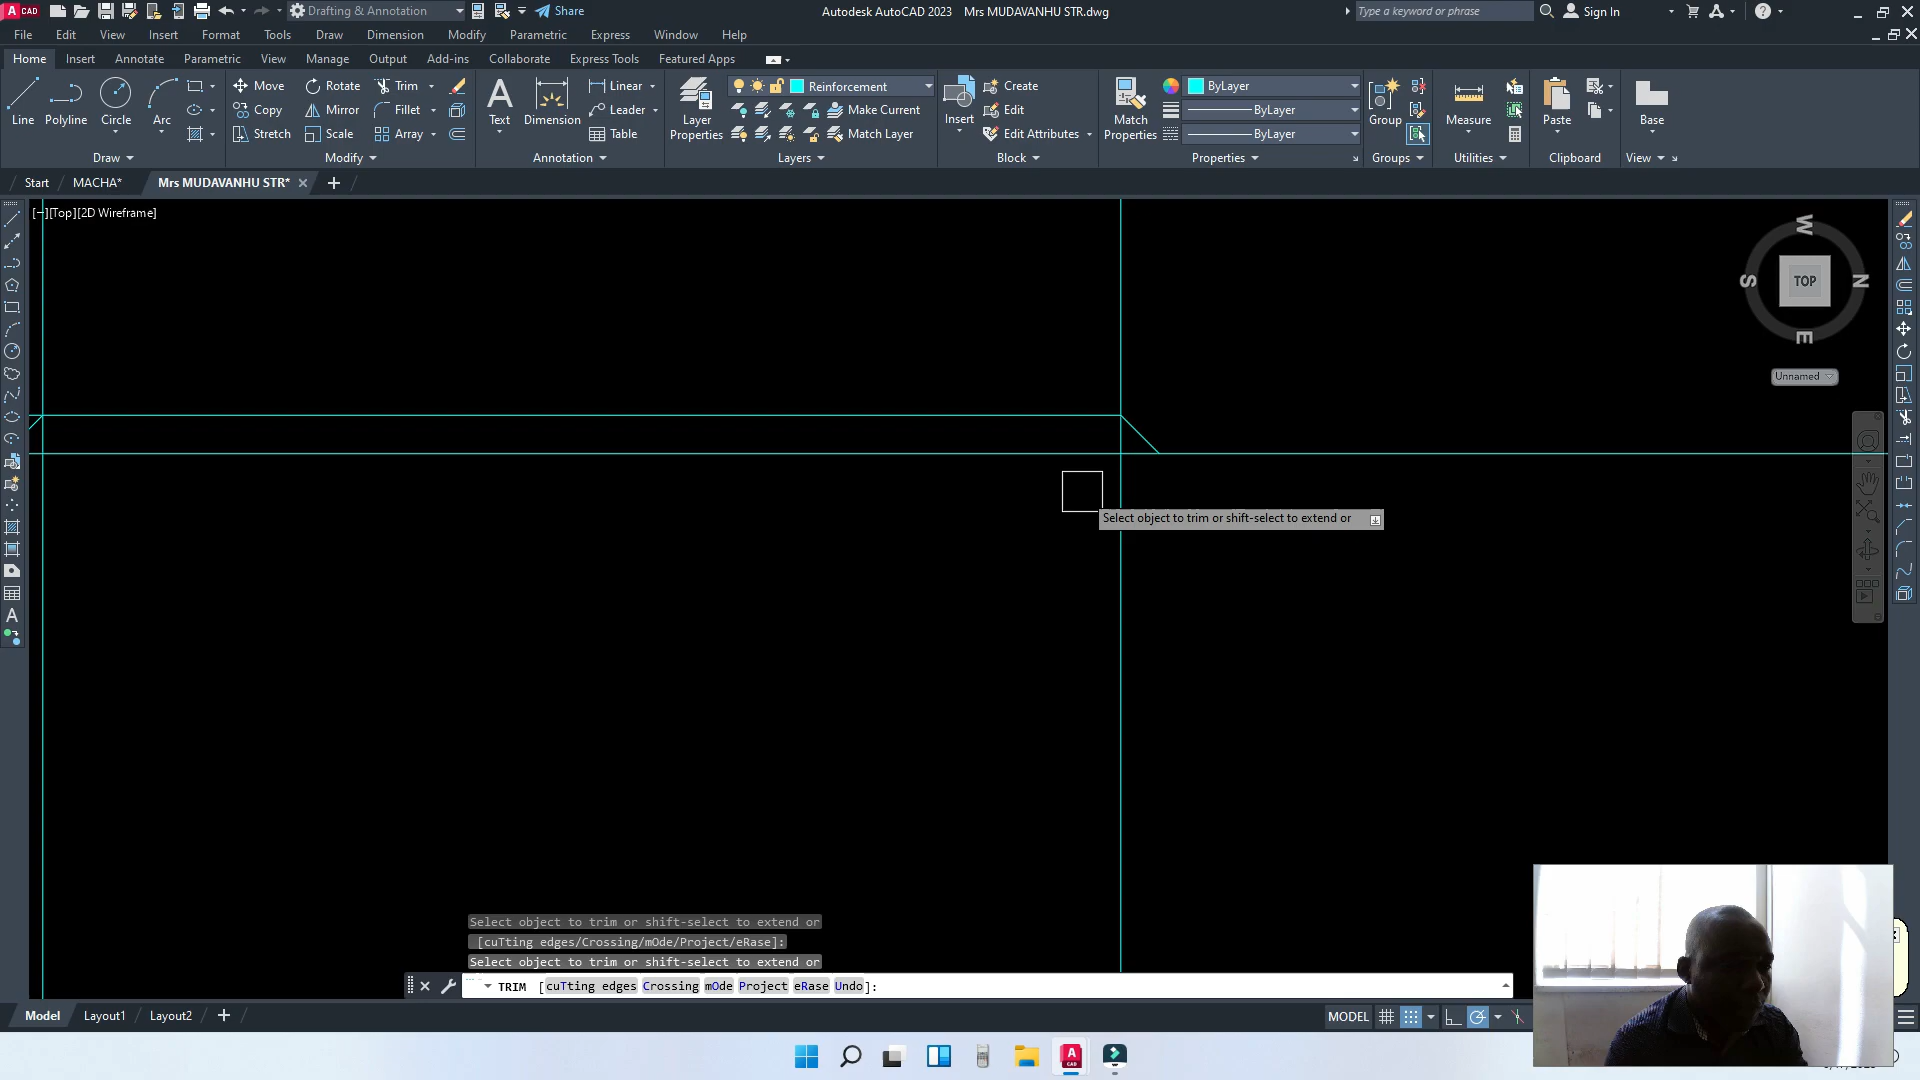 CAD Drafting & Annotation Share Autodesk AutoCAD 2023 Mrs MUDAVANHU STR.dwg Type a keyword or phrase Sign In
File Edit View Insert Format Tools Draw Dimension Modify Parametric Express Window Help
Home Insert Annotate Parametric View Manage Output Add-ins Collaborate Express Tools Featured Apps
Move Rotate Trim Linear Reinforcement Create ByLayer
Copy Mirror Fillet Leader Make Current Edit ByLayer
Line Polyline Circle Arc Text Dimension Layer Properties Insert Match Properties Group Measure Paste Base
Stretch Scale Array Table Match Layer Edit Attributes ByLayer
Draw Modify Annotation Layers Block Properties Groups Utilities Clipboard View
Start MACHA* Mrs MUDAVANHU STR*
[−][Top][2D Wireframe]
W
S TOP N
E
Unnamed
Select object to trim or shift-select to extend or
Select object to trim or shift-select to extend or
[cuTting edges/Crossing/mOde/Project/eRase]:
Select object to trim or shift-select to extend or
TRIM [cuTting edges Crossing mOde Project eRase Undo]:
Model Layout1 Layout2 MODEL